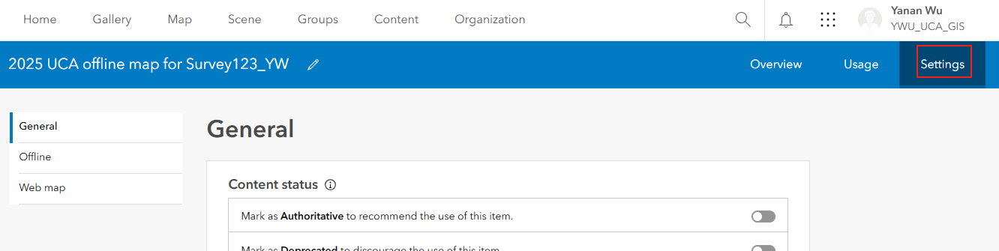 Home Gallery Map Scene Groups Content Organization
Yanan Wu
YWU_UCA_GIS
2025 UCA offline map for Survey123_YW Overview Usage Settings
General
Offline
Web map
General
Content status
Mark as Authoritative to recommend the use of this item.
Mark as Deprecated to discourage the use of this item.